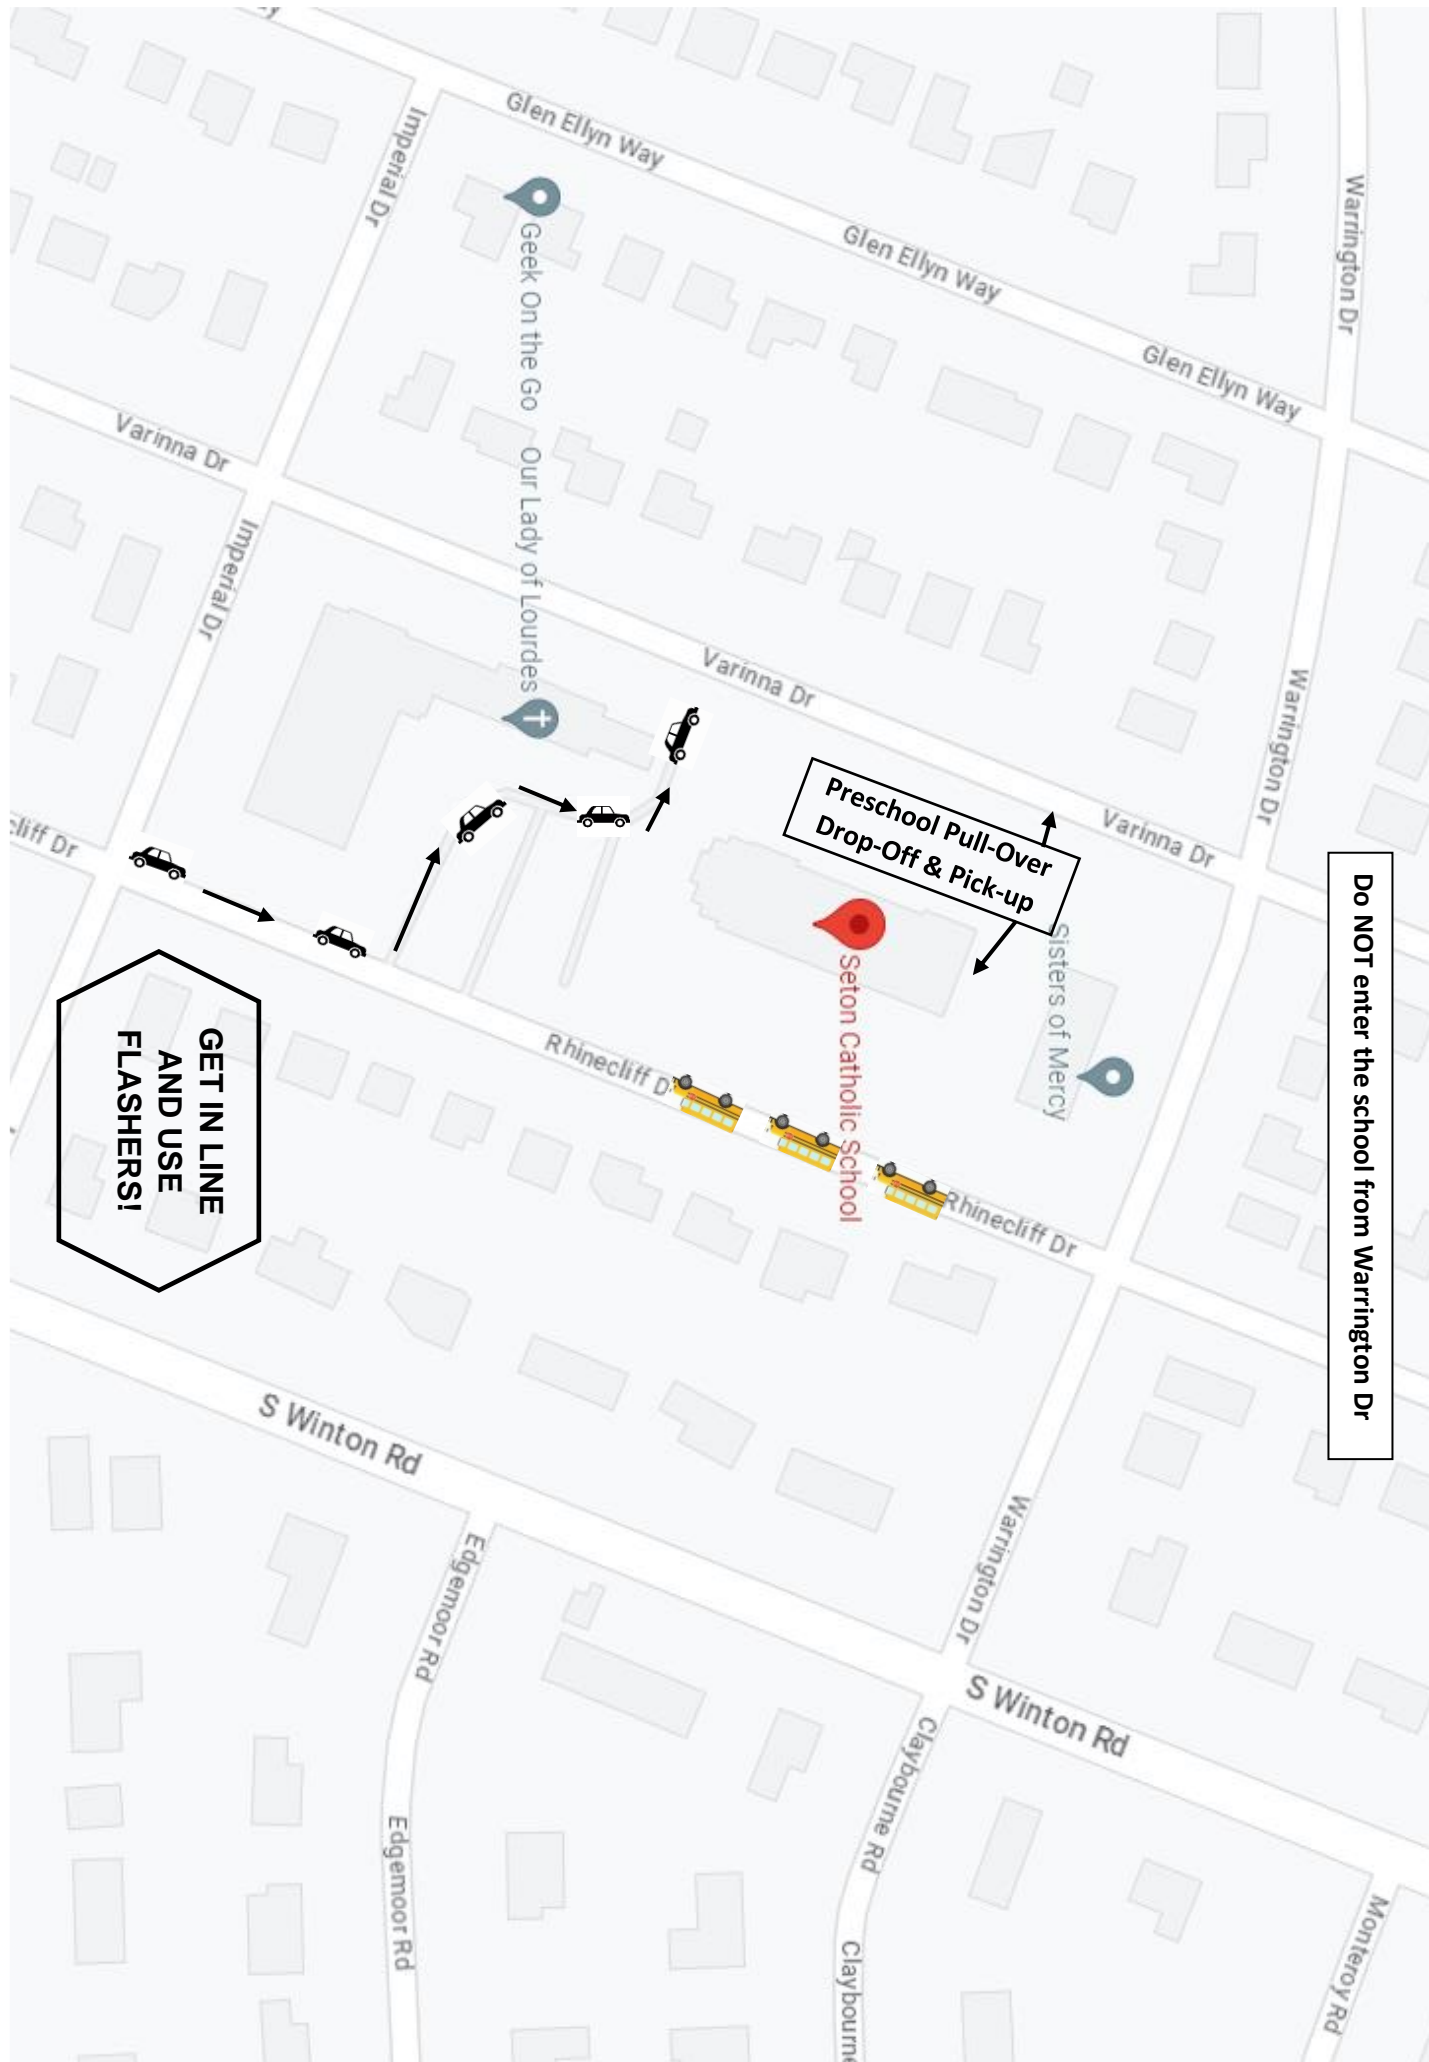 Glen Ellyn Way
Glen Ellyn Way
Glen Ellyn Way
Imperial Dr
Imperial Dr
Warrington Dr
Warrington Dr
Warrington Dr
Geek On the Go
Our Lady of Lourdes
Varinna Dr
Varinna Dr
Varinna Dr
Preschool Pull-Over
Drop-Off & Pick-up
Do NOT enter the school from Warrington Dr
Sisters of Mercy
Seton Catholic School
cliff Dr
Rhinecliff D
Rhinecliff Dr
GET IN LINE
AND USE
FLASHERS!
S Winton Rd
S Winton Rd
Edgemoor Rd
Edgemoor Rd
Claybourne Rd
Claybourne
Monteroy Rd